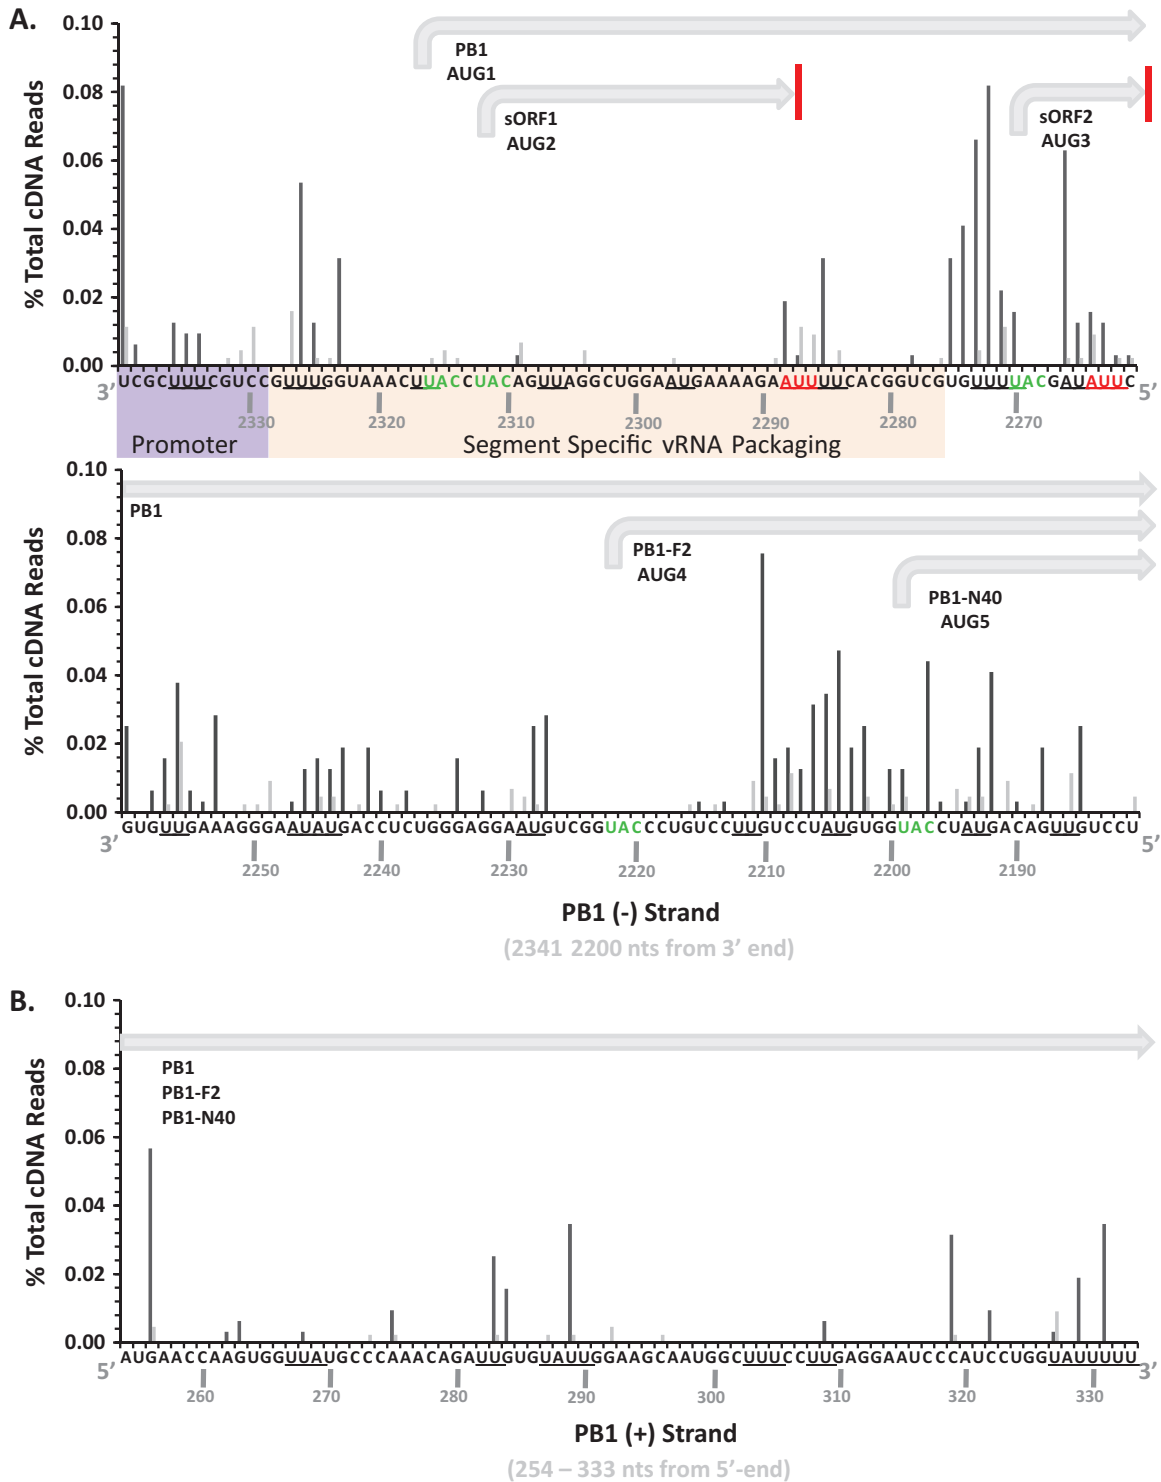 A.
% Total cDNA Reads
0.10
0.08
0.06
0.04
0.02
0.00
PB1
AUG1
sORF1
AUG2
sORF2
AUG3
3’ UCGCUUUCGUCCGUUUGGUAAACUUACCUACAGUUAGGCUGGAAUGAAAAGAAUUUUCACGGUCGUGUUUUACGAUAUUC 5’
2330 2320 2310 2300 2290 2280 2270
Promoter Segment Specific vRNA Packaging
% Total cDNA Reads
0.10
0.08
0.06
0.04
0.02
0.00
PB1
PB1-F2
AUG4
PB1-N40
AUG5
3’ GUGUUGAAAGGGAAUAUGACCUCUGGGAGGAAUGUCGGUACCCUGUCCUUGUCCUAUGUGGUACCUAUGACAGUUGUCCU 5’
2250 2240 2230 2220 2210 2200 2190
PB1 (-) Strand
(2341 2200 nts from 3’ end)
B.
% Total cDNA Reads
0.10
0.08
0.06
0.04
0.02
0.00
PB1
PB1-F2
PB1-N40
5’ AUGAACCAAGUGGUUAUGCCCAAACAGAUUGUGUAUUGGAAGCAAUGGCUUUCCUUGAGGAAUCCCAUCCUGGUAUUUUU 3’
260 270 280 290 300 310 320 330
PB1 (+) Strand
(254 – 333 nts from 5’-end)